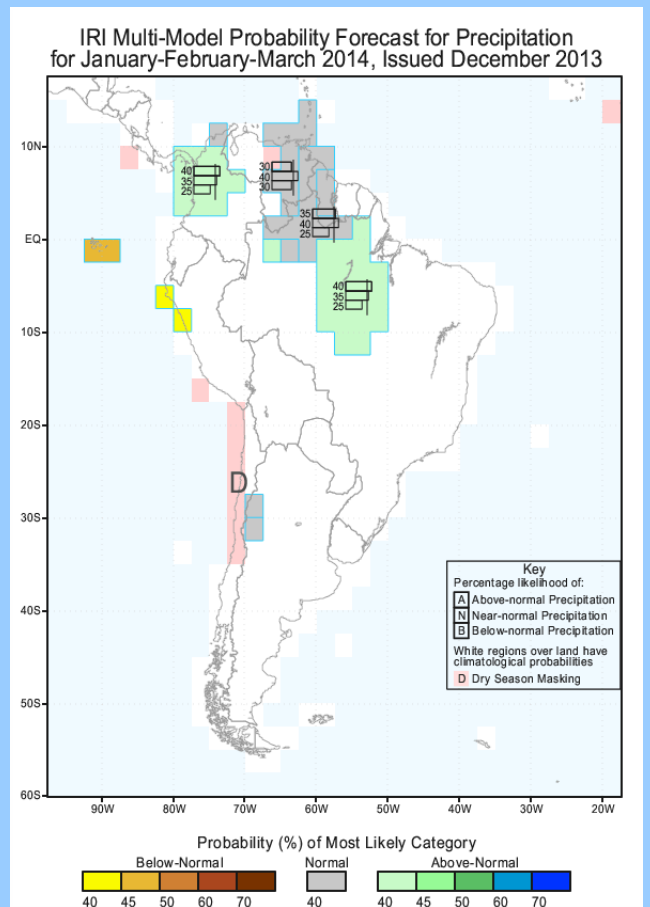 IRI Multi-Model Probability Forecast for Precipitation
for January-February-March 2014, Issued December 2013
10N
EQ
10S
20S
30S
40S
50S
60S
40
35
25
30
40
30
35
40
25
40
35
25
D
Key
Percentage likelihood of:
A Above-normal Precipitation
N Near-normal Precipitation
B Below-normal Precipitation
White regions over land have
climatological probabilities
D Dry Season Masking
90W 80W 70W 60W 50W 40W 30W 20W
Probability (%) of Most Likely Category
Below-Normal Normal Above-Normal
40 45 50 60 70 40 40 45 50 60 70